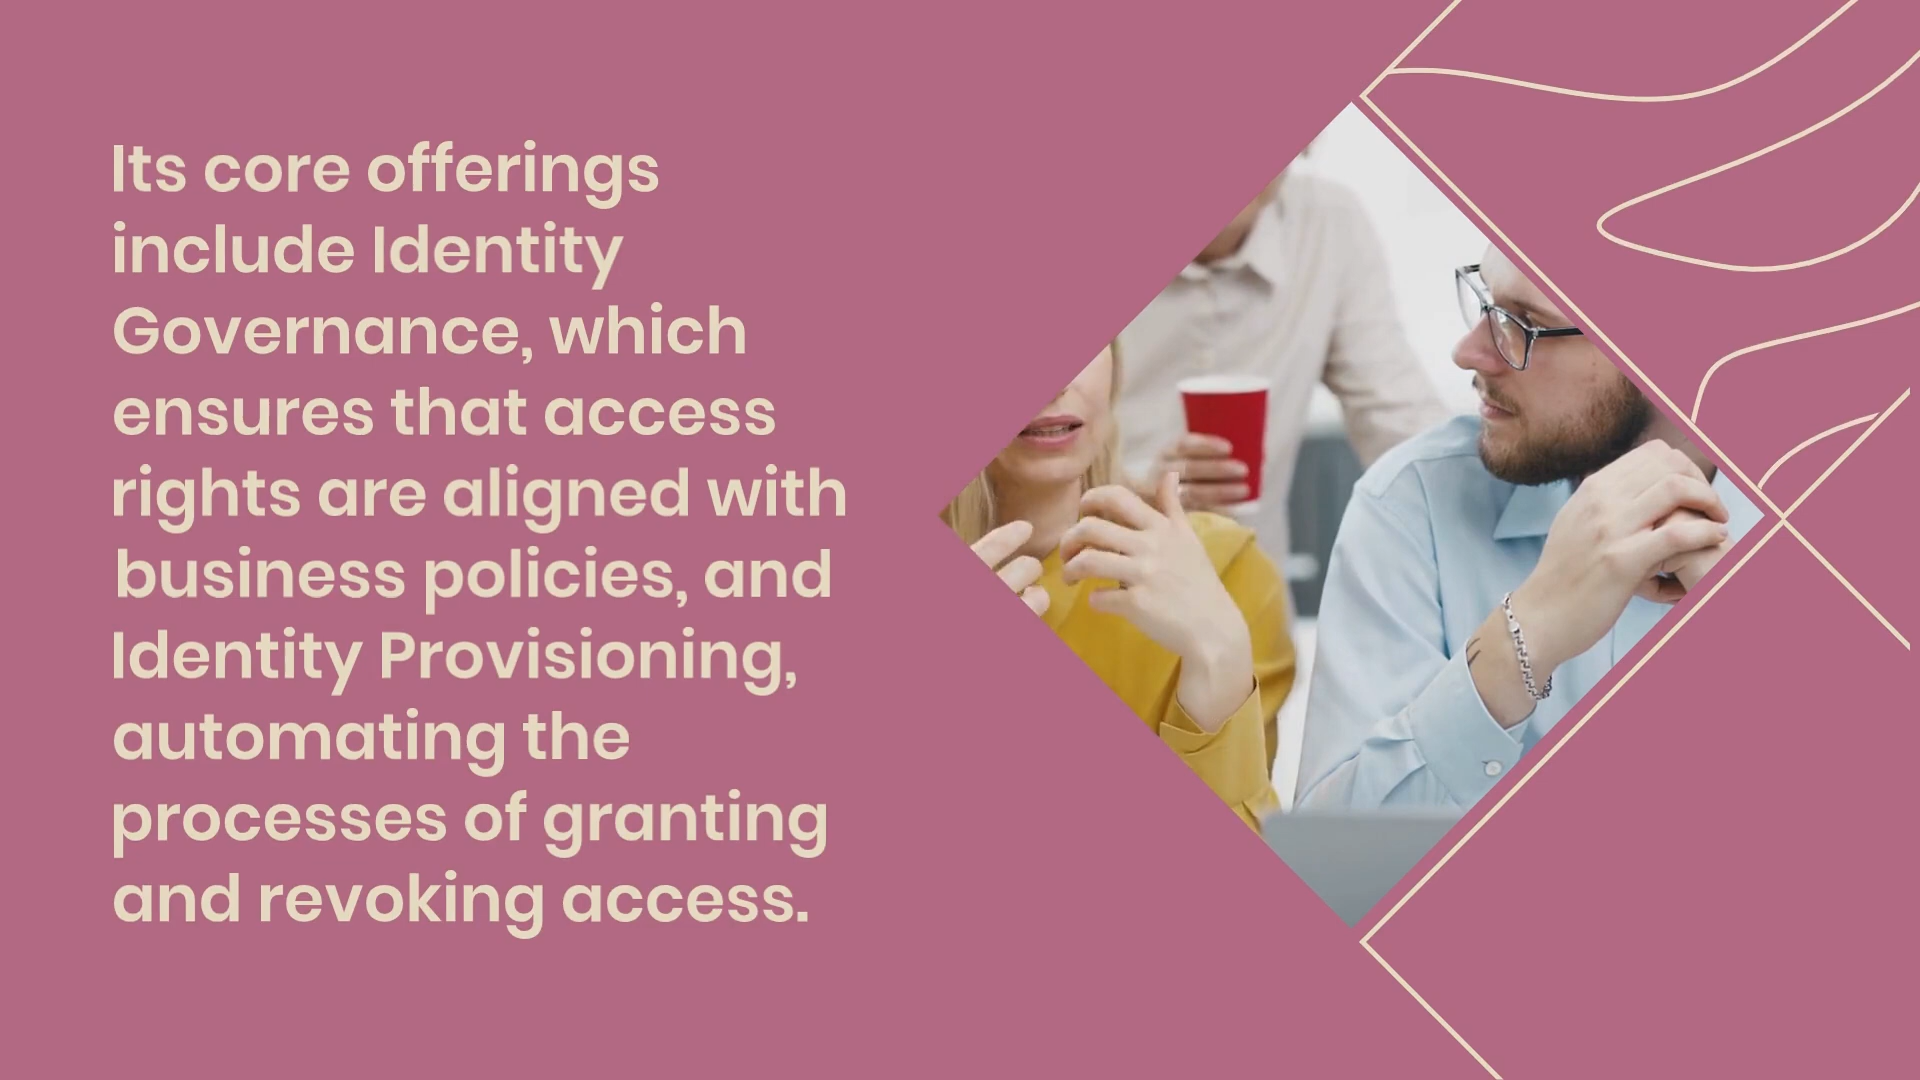 Its core offerings
include Identity
Governance, which
ensures that access
rights are aligned with
business policies, and
Identity Provisioning,
automating the
processes of granting
and revoking access.